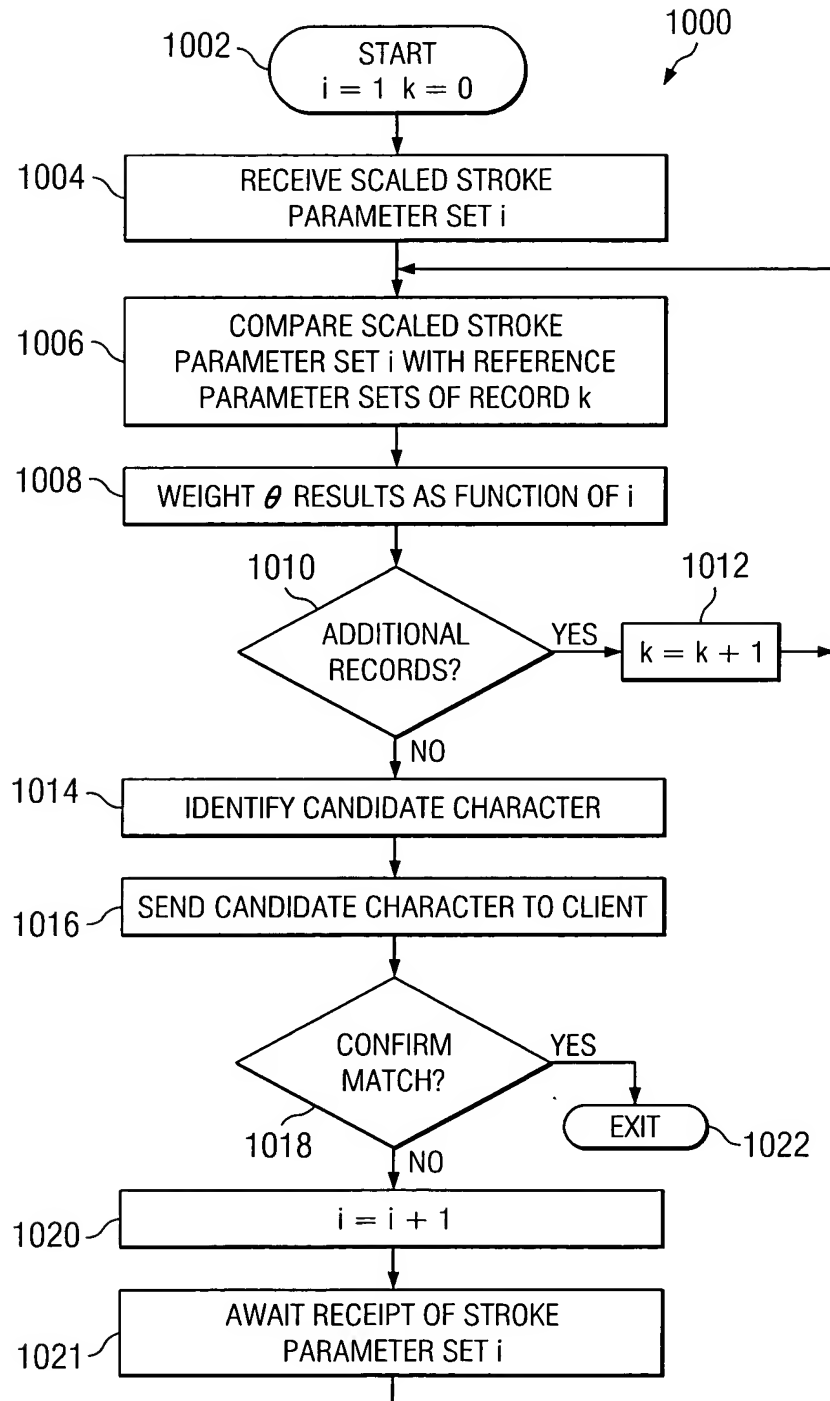 1000
1002
START
i = 1 k = 0
1004
RECEIVE SCALED STROKE
PARAMETER SET i
1006
COMPARE SCALED STROKE
PARAMETER SET i WITH REFERENCE
PARAMETER SETS OF RECORD k
1008
WEIGHT θ RESULTS AS FUNCTION OF i
1010
ADDITIONAL
RECORDS?
YES
1012
k = k + 1
NO
1014
IDENTIFY CANDIDATE CHARACTER
1016
SEND CANDIDATE CHARACTER TO CLIENT
1018
CONFIRM
MATCH?
YES
EXIT
1022
NO
1020
i = i + 1
1021
AWAIT RECEIPT OF STROKE
PARAMETER SET i